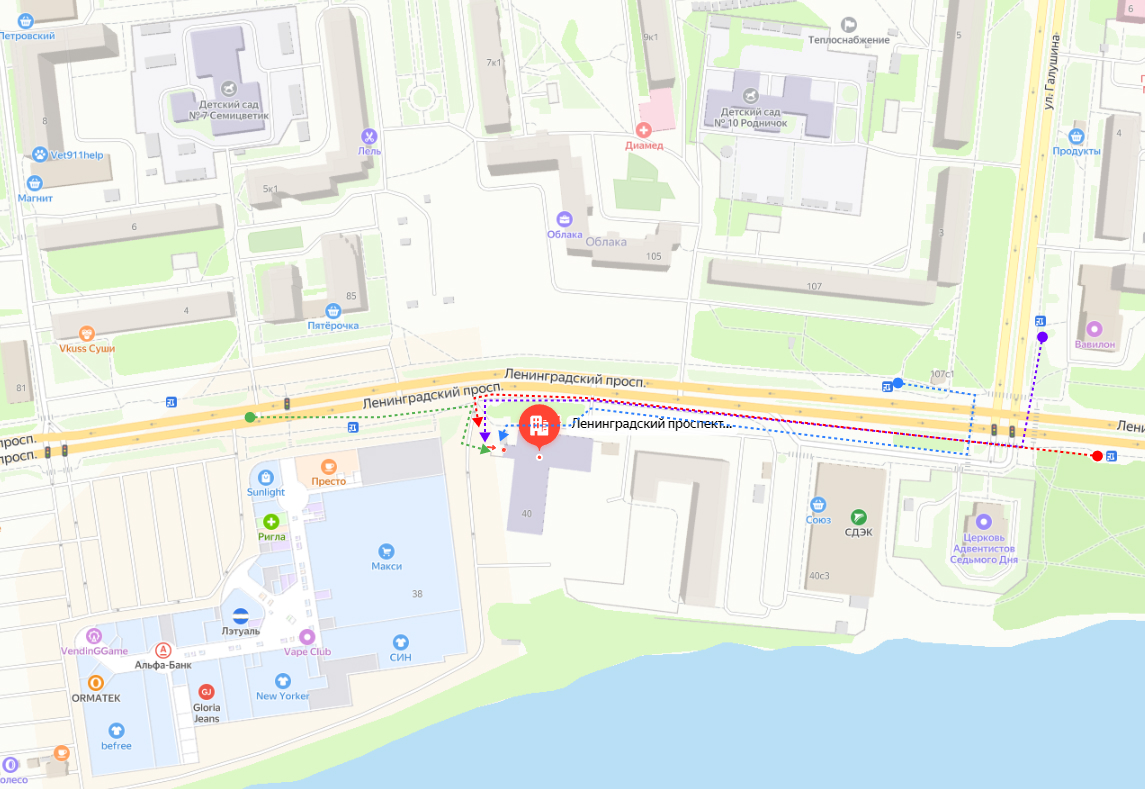 Петровский
8
Детский сад
№ 7 Семицветик
Лель
7к1
9к1
Теплоснабжение
5
ул. Галушина
6
Детский сад
№ 10 Родничок
Диамед
Продукты
4
Vet911help
Магнит
5к1
6
Облака
Облака
105
3
107
85
4
Пятёрочка
Vkuss Суши
81
Вавилон
107с1
Ленинградский просп.
Ленинградский просп.
Ленинградский проспект...
просп.
просп.
Лени
Sunlight
Престо
Ригла
40
Макси
38
Союз
СДЭК
40с3
Церковь
Адвентистов
Седьмого Дня
Лэтуаль
VendinGGame
Альфа-Банк
Vape Club
СИН
ORMATEK
GJ
Gloria
Jeans
New Yorker
befree
олесо